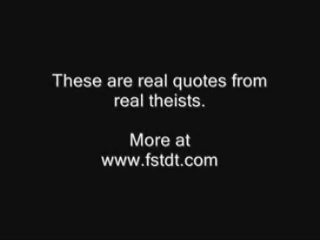 These are real quotes from
real theists.
More at
www.fstdt.com